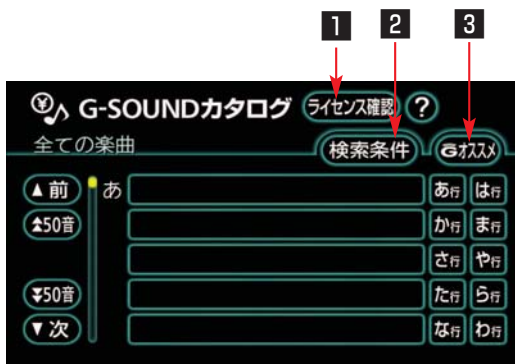 1 2 3
G-SOUNDカタログ ライセンス確認 ?
全ての楽曲 検索条件 Gオススメ
▲前 あ あ行 は行
50音 か行 ま行
さ行 や行
50音 た行 ら行
▼次 な行 わ行